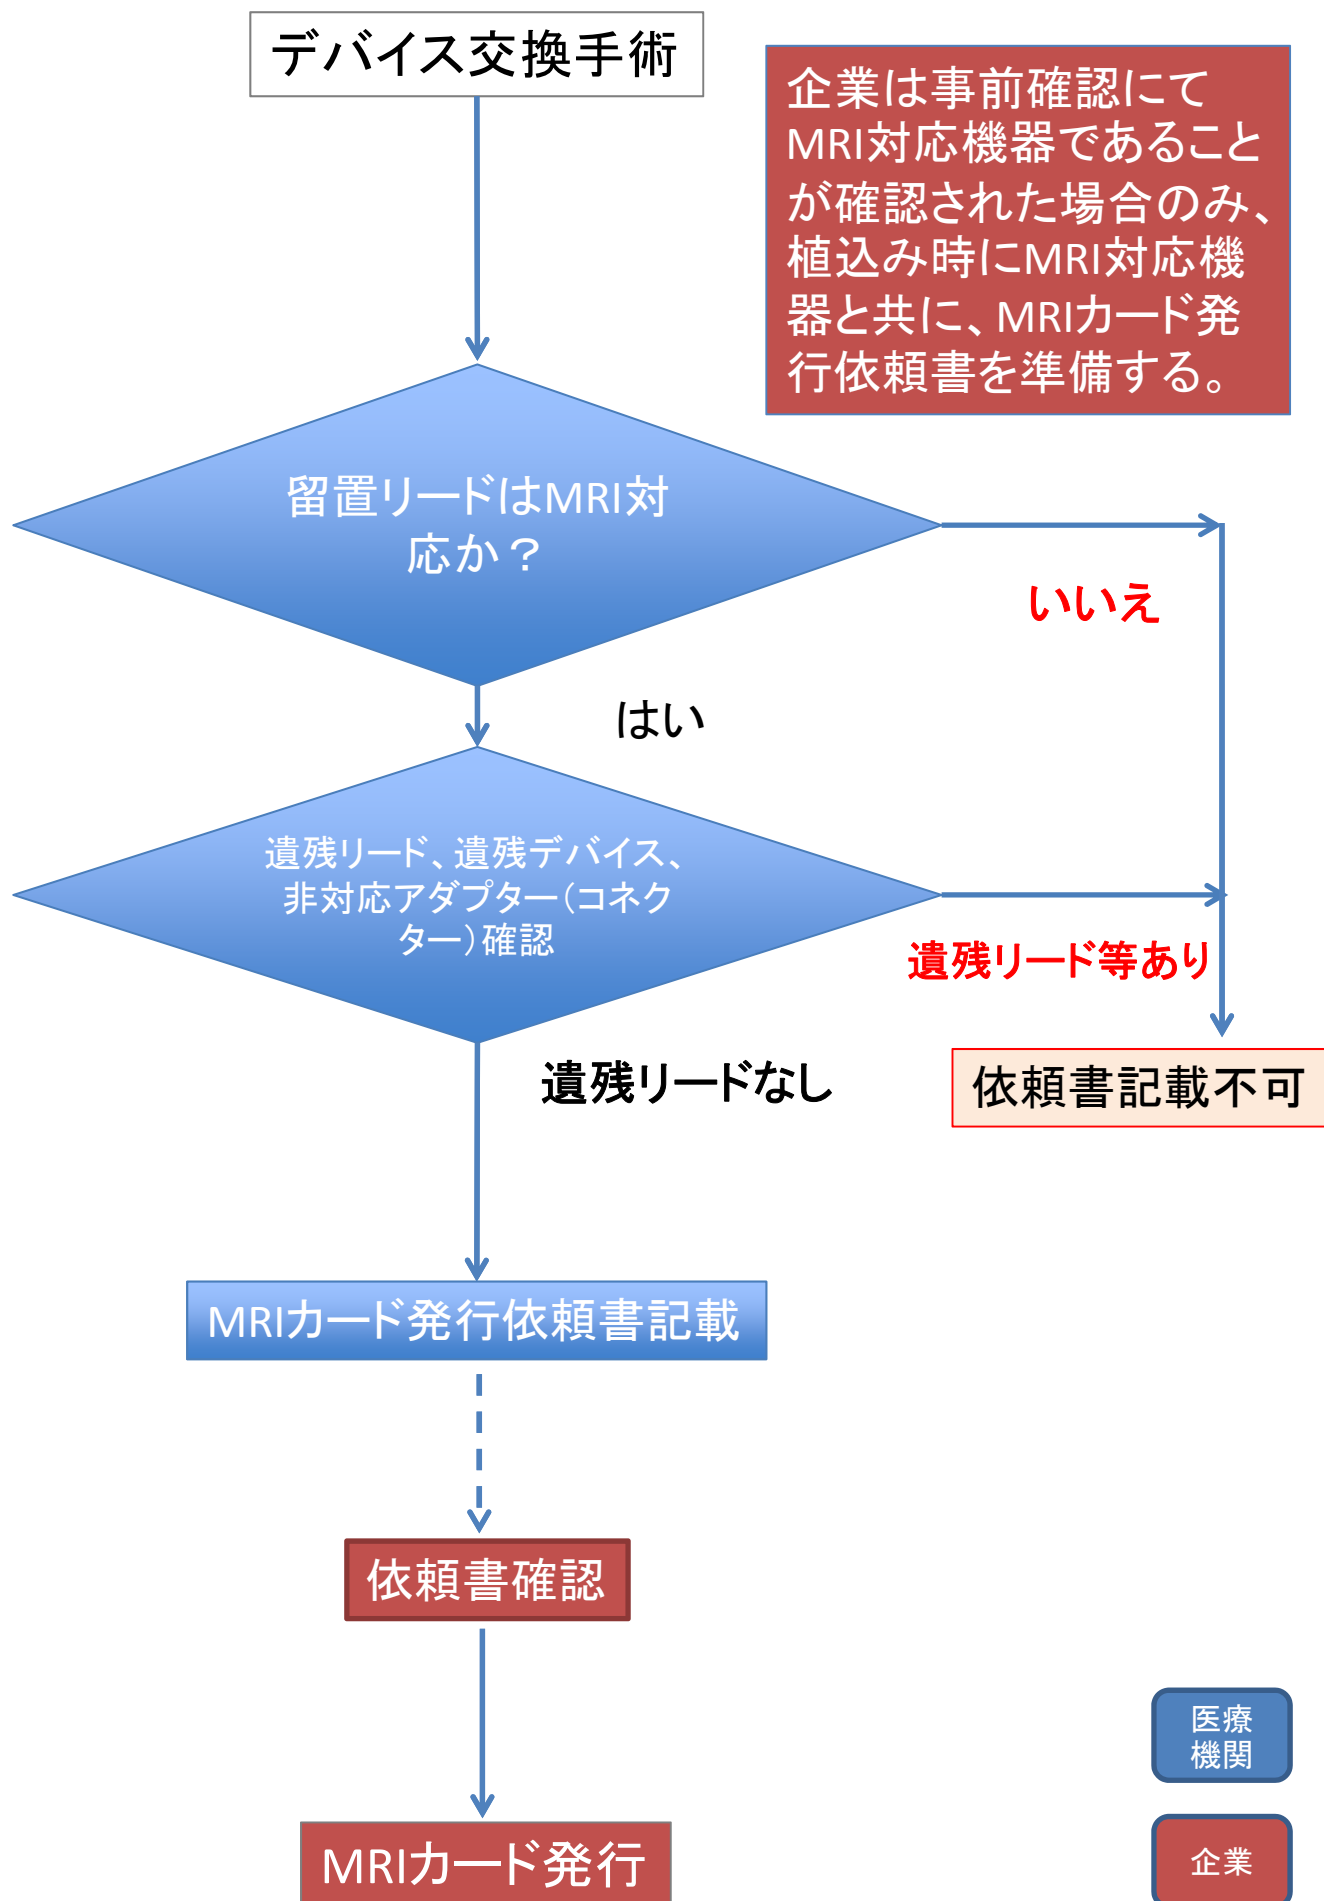 デバイス交換手術
企業は事前確認にて
MRI対応機器であること
が確認された場合のみ、
植込み時にMRI対応機
器と共に、MRIカード発
行依頼書を準備する。
留置リードはMRI対
応か？
いいえ
はい
遺残リード、遺残デバイス、
非対応アダプター（コネク
ター）確認
遺残リード等あり
遺残リードなし
依頼書記載不可
MRIカード発行依頼書記載
依頼書確認
医療
機関
MRIカード発行
企業